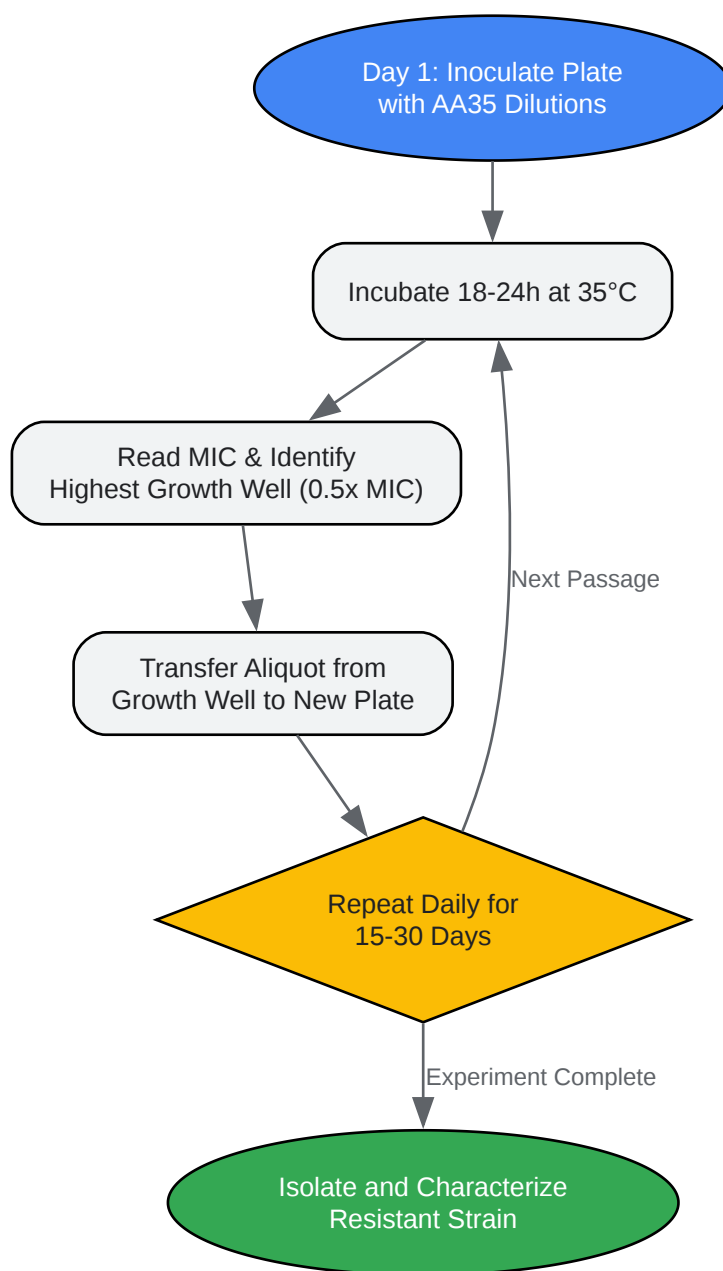 Day 1: Inoculate Plate
with AA35 Dilutions
Incubate 18-24h at 35°C
Read MIC & Identify
Highest Growth Well (0.5x MIC)
Next Passage
Transfer Aliquot from
Growth Well to New Plate
Repeat Daily for
15-30 Days
Experiment Complete
Isolate and Characterize
Resistant Strain